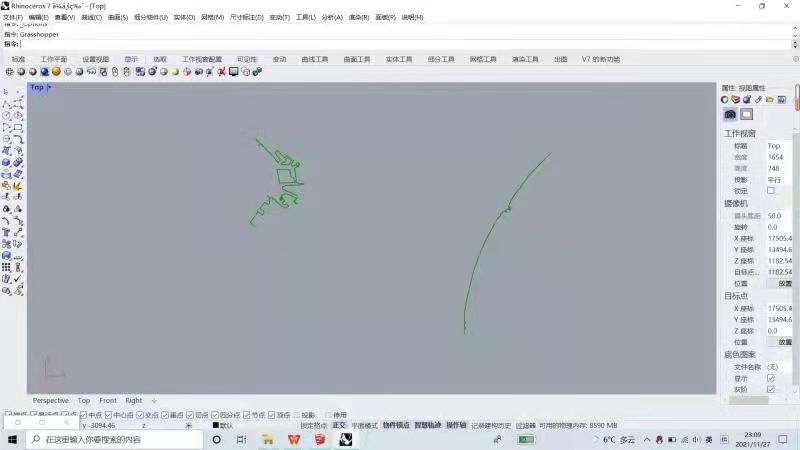 Rhinoceros 7
[Top]
文件(F) 编辑(E) 查看(V) 曲线(C) 曲面(S) 细分物件(U) 实体(O) 网格(M) 尺寸标注(D) 变动(T) 工具(L) 分析(A) 渲染(R) 面板(P) 说明(H)
指令: _Options
指令: Grasshopper
指令:
标准 工作平面 设置视图 显示 选取 工作视窗配置 可见性 变动 曲线工具 曲面工具 实体工具 细分工具 网格工具 渲染工具 出图 V7 的新功能
Top
属性: 视图属性
工作视窗
标题 Top
宽度 1654
高度 748
投影 平行
锁定
摄像机
镜头焦距 50.0
旋转 0.0
X 座标 17505.4
Y 座标 13494.6
Z 座标 1182.54
目标点... 1182.54
位置 放置
目标点
X 座标 17505.4
Y 座标 13494.6
Z 座标 0.0
位置 放置
底色图案
文件名称 (无)
显示
灰阶
Perspective Top Front Right
点 中点 中心点 交点 垂点 切点 四分点 节点 顶点 投影 停用
y -3094.46 z 米 默认 锁定格点 正交 平面模式 物件锁点 智慧轨迹 操作轴 记录建构历史 过滤器 可用的物理内存: 8590 MB
在这里输入你要搜索的内容
6°C 多云
英
23:09
2021/11/27